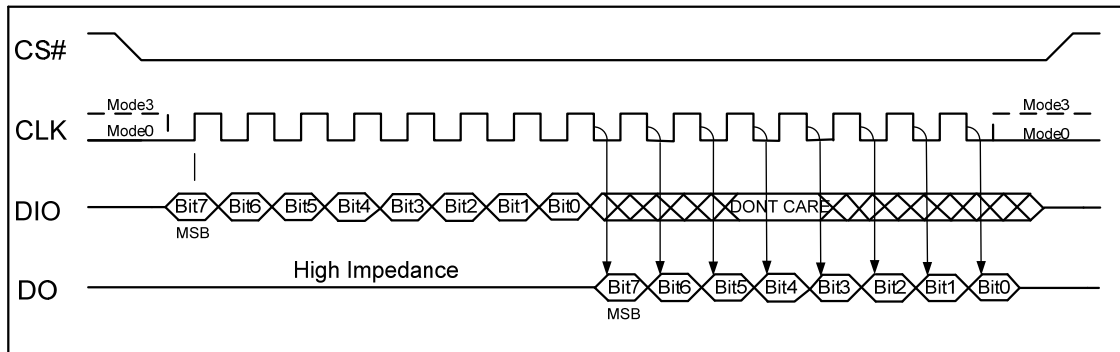 CS#
Mode3 Mode3
CLK Mode0 Mode0
DIO Bit7 Bit6 Bit5 Bit4 Bit3 Bit2 Bit1 Bit0 DONT CARE
MSB
High Impedance
DO Bit7 Bit6 Bit5 Bit4 Bit3 Bit2 Bit1 Bit0
MSB